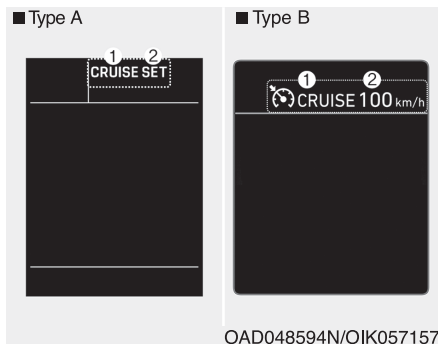 ■ Type A
■ Type B
① ②
CRUISE SET
① ②
CRUISE 100 km/h
OAD048594N/OIK057157